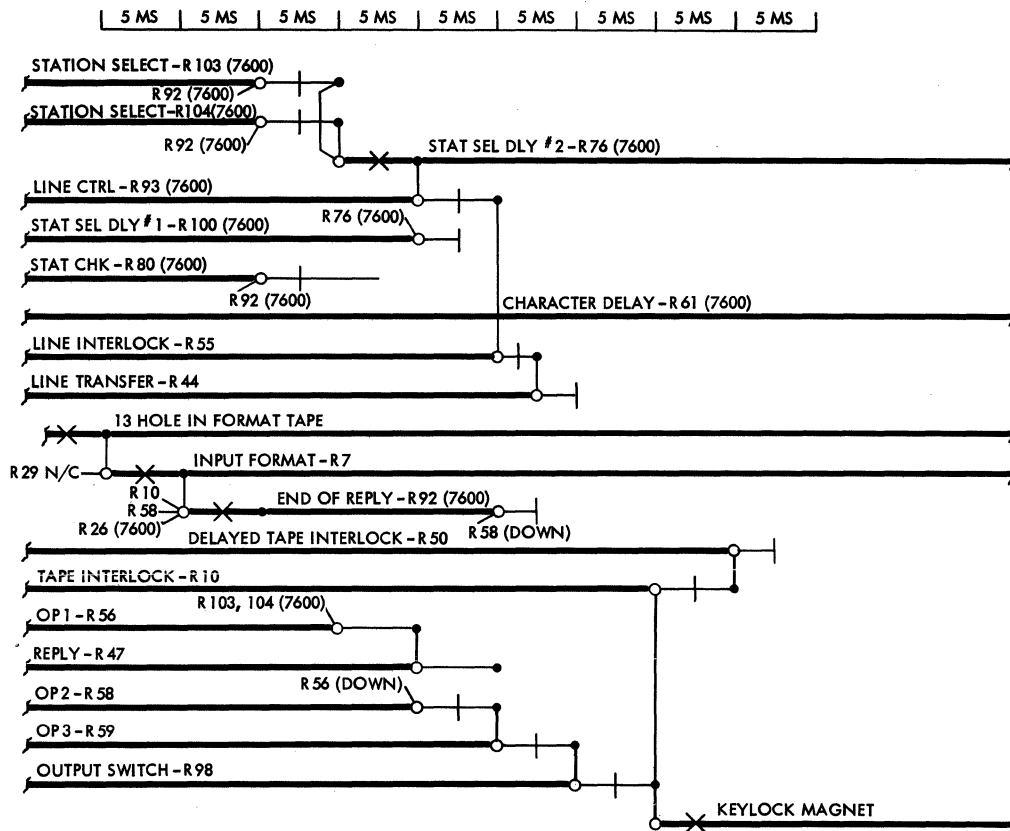 5 MS 5 MS 5 MS 5 MS 5 MS 5 MS 5 MS 5 MS 5 MS
STATION SELECT-R103 (7600)
R92 (7600)
STATION SELECT-R104(7600)
R92 (7600)
STAT SEL DLY #2-R76 (7600)
LINE CTRL-R93 (7600)
R76 (7600)
STAT SEL DLY #1-R100 (7600)
STAT CHK-R80 (7600)
R92 (7600)
CHARACTER DELAY-R61 (7600)
LINE INTERLOCK-R55
LINE TRANSFER-R44
13 HOLE IN FORMAT TAPE
R29 N/C
INPUT FORMAT-R7
R10
R58
R26 (7600)
END OF REPLY-R92 (7600)
R58 (DOWN)
DELAYED TAPE INTERLOCK-R50
TAPE INTERLOCK-R10
R103, 104 (7600)
OP1-R56
REPLY-R47
R56 (DOWN)
OP2-R58
OP3-R59
OUTPUT SWITCH-R98
KEYLOCK MAGNET